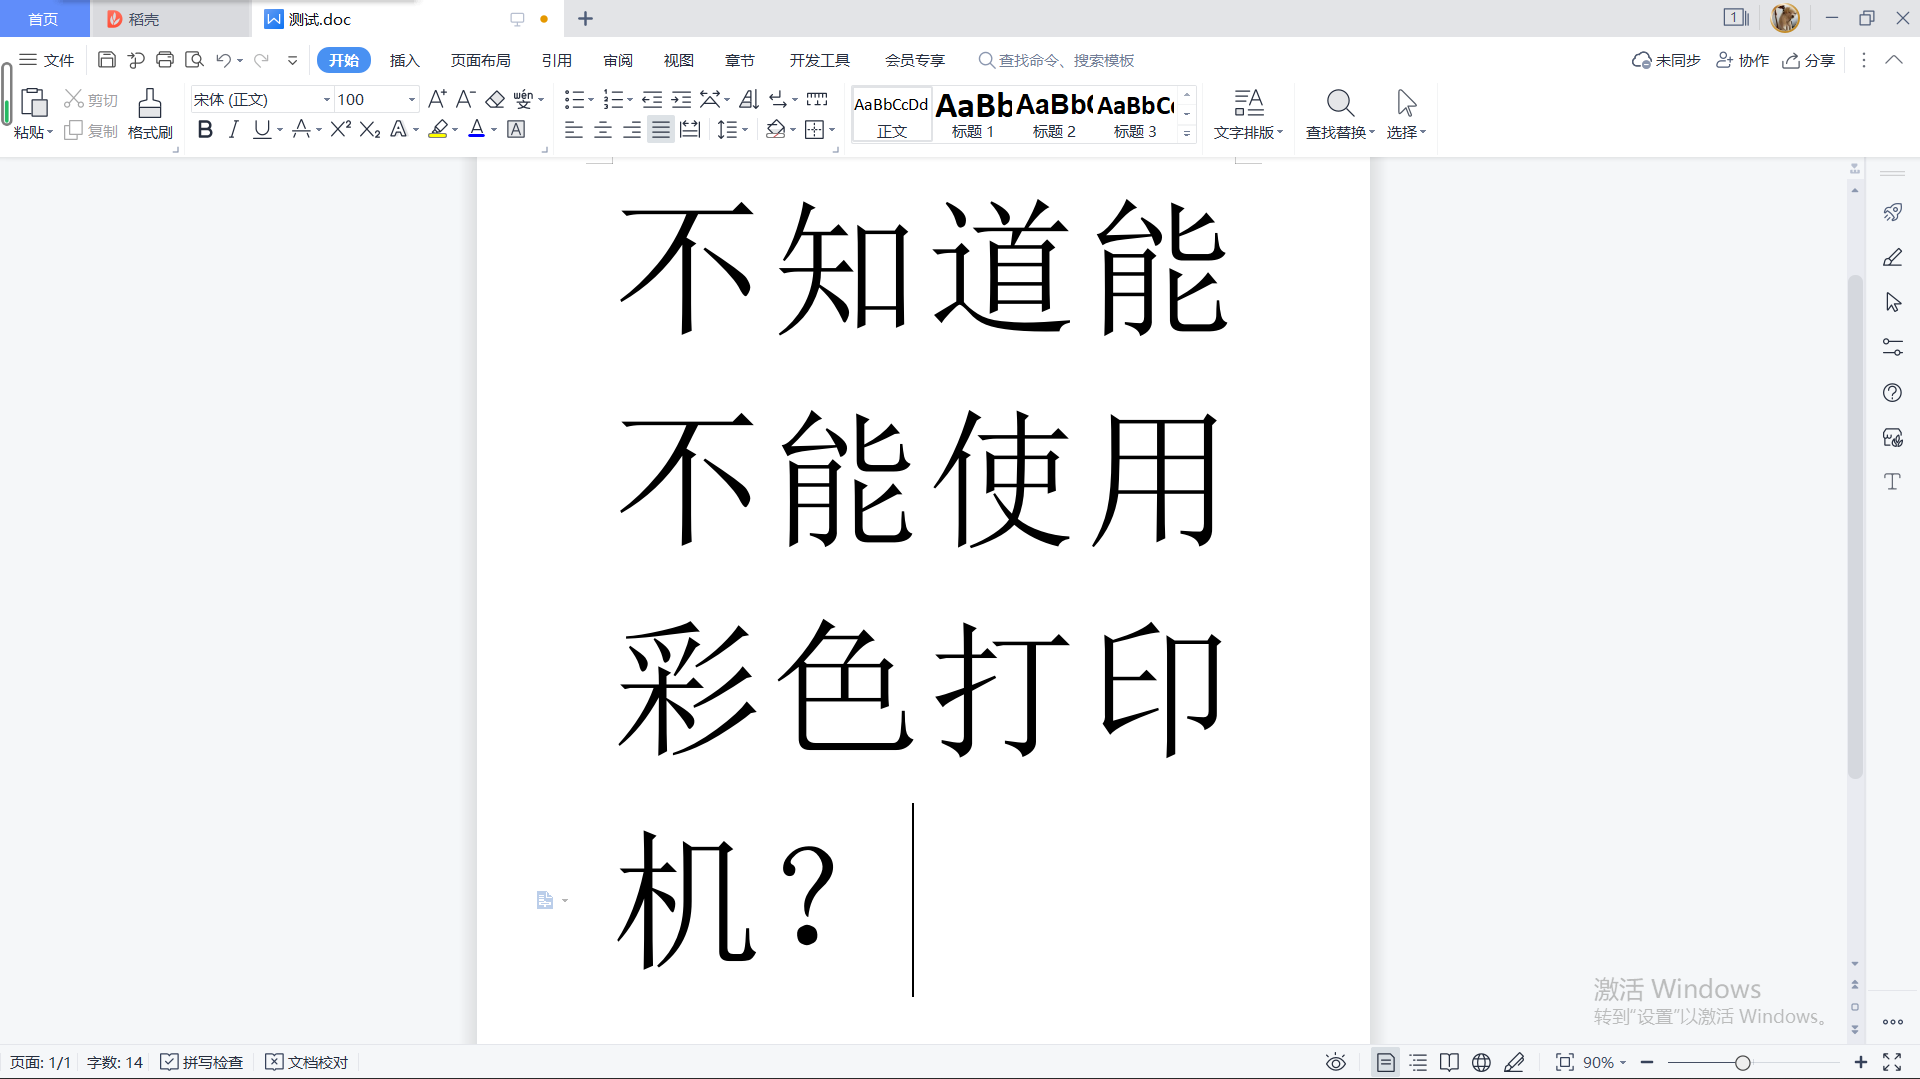 首页
稻壳
测试.doc
1
文件
开始
插入
页面布局
引用
审阅
视图
章节
开发工具
会员专享
查找命令、搜索模板
未同步
协作
分享
粘贴
剪切
复制
格式刷
宋体 (正文)
100
AaBbCcDd
正文
AaBb
标题 1
AaBb(
标题 2
AaBbC
标题 3
文字排版
查找替换
选择
不知道能
不能使用
彩色打印
机？
激活 Windows
转到“设置”以激活 Windows。
页面: 1/1
字数: 14
拼写检查
文档校对
90%